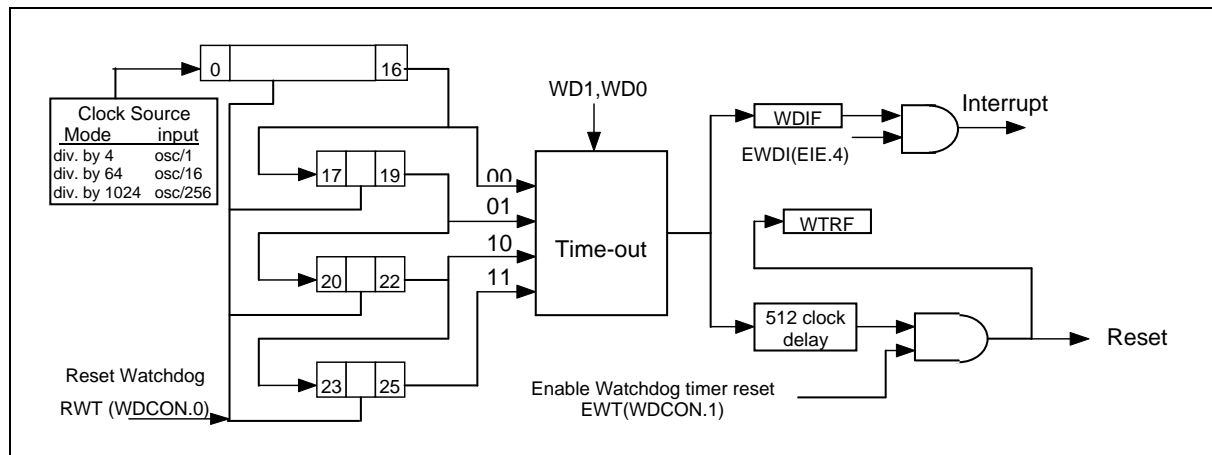 0 16
Clock Source
Mode input
div. by 4 osc/1
div. by 64 osc/16
div. by 1024 osc/256
17 19
20 22
23 25
Reset Watchdog
RWT (WDCON.0)
WD1,WD0
00
01
10
11
Time-out
WDIF
EWDI(EIE.4)
Interrupt
WTRF
512 clock
delay
Reset
Enable Watchdog timer reset
EWT(WDCON.1)